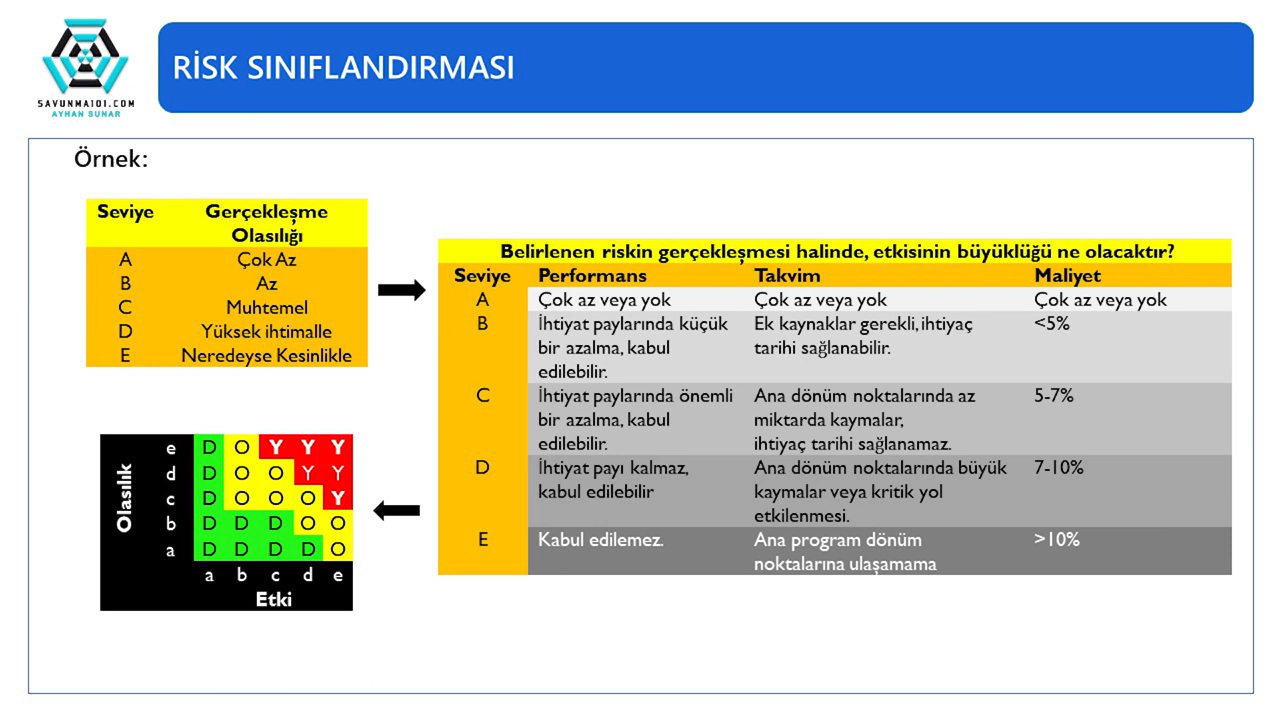 SAVUNMA101.COM
AYHAN SUNAR
RİSK SINIFLANDIRMASI
Örnek:
Seviye Gerçekleşme
Olasılığı
A Çok Az
B Az
C Muhtemel
D Yüksek ihtimalle
E Neredeyse Kesinlikle
Belirlenen riskin gerçekleşmesi halinde, etkisinin büyüklüğü ne olacaktır?
Seviye Performans Takvim Maliyet
A Çok az veya yok Çok az veya yok Çok az veya yok
B İhtiyat paylarında küçük Ek kaynaklar gerekli, ihtiyaç <5%
bir azalma, kabul tarihi sağlanabilir.
edilebilir.
C İhtiyat paylarında önemli Ana dönüm noktalarında az 5-7%
bir azalma, kabul miktarda kaymalar,
edilebilir. ihtiyaç tarihi sağlanamaz.
D İhtiyat payı kalmaz, Ana dönüm noktalarında büyük 7-10%
kabul edilebilir kaymalar veya kritik yol
etkilenmesi.
E Kabul edilemez. Ana program dönüm >10%
noktalarına ulaşamama
Olasılık
e D O Y Y Y
d D O O Y Y
c D O O O Y
b D D D O O
a D D D D O
a b c d e
Etki